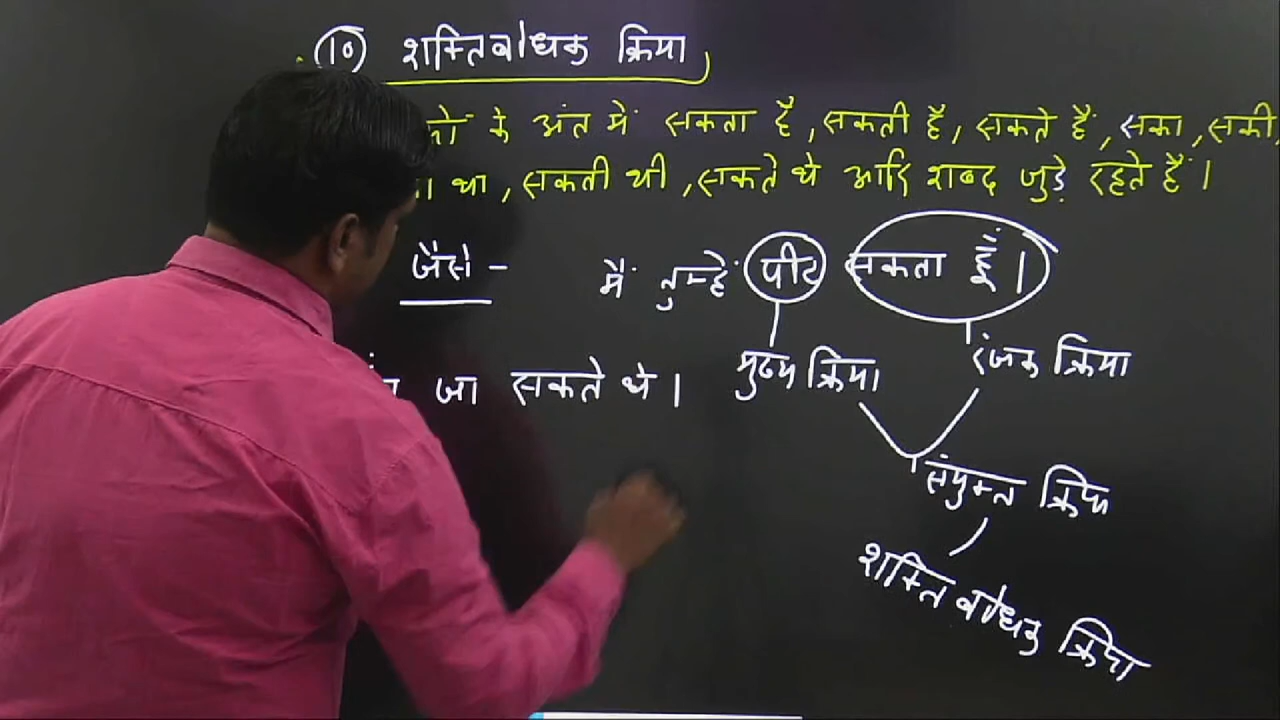 10 शक्तिबोधक क्रिया
के अंत में सकता है, सकती है, सकते हैं, सका, सकी,
था, सकती थी, सकते थे आदि शब्द जुड़े रहते हैं।
जैसे - मैं तुम्हें पीट सकता हूँ।
मुख्य क्रिया रंजक क्रिया
जा सकते थे।
संयुक्त क्रिया
शक्ति बोधक क्रिया